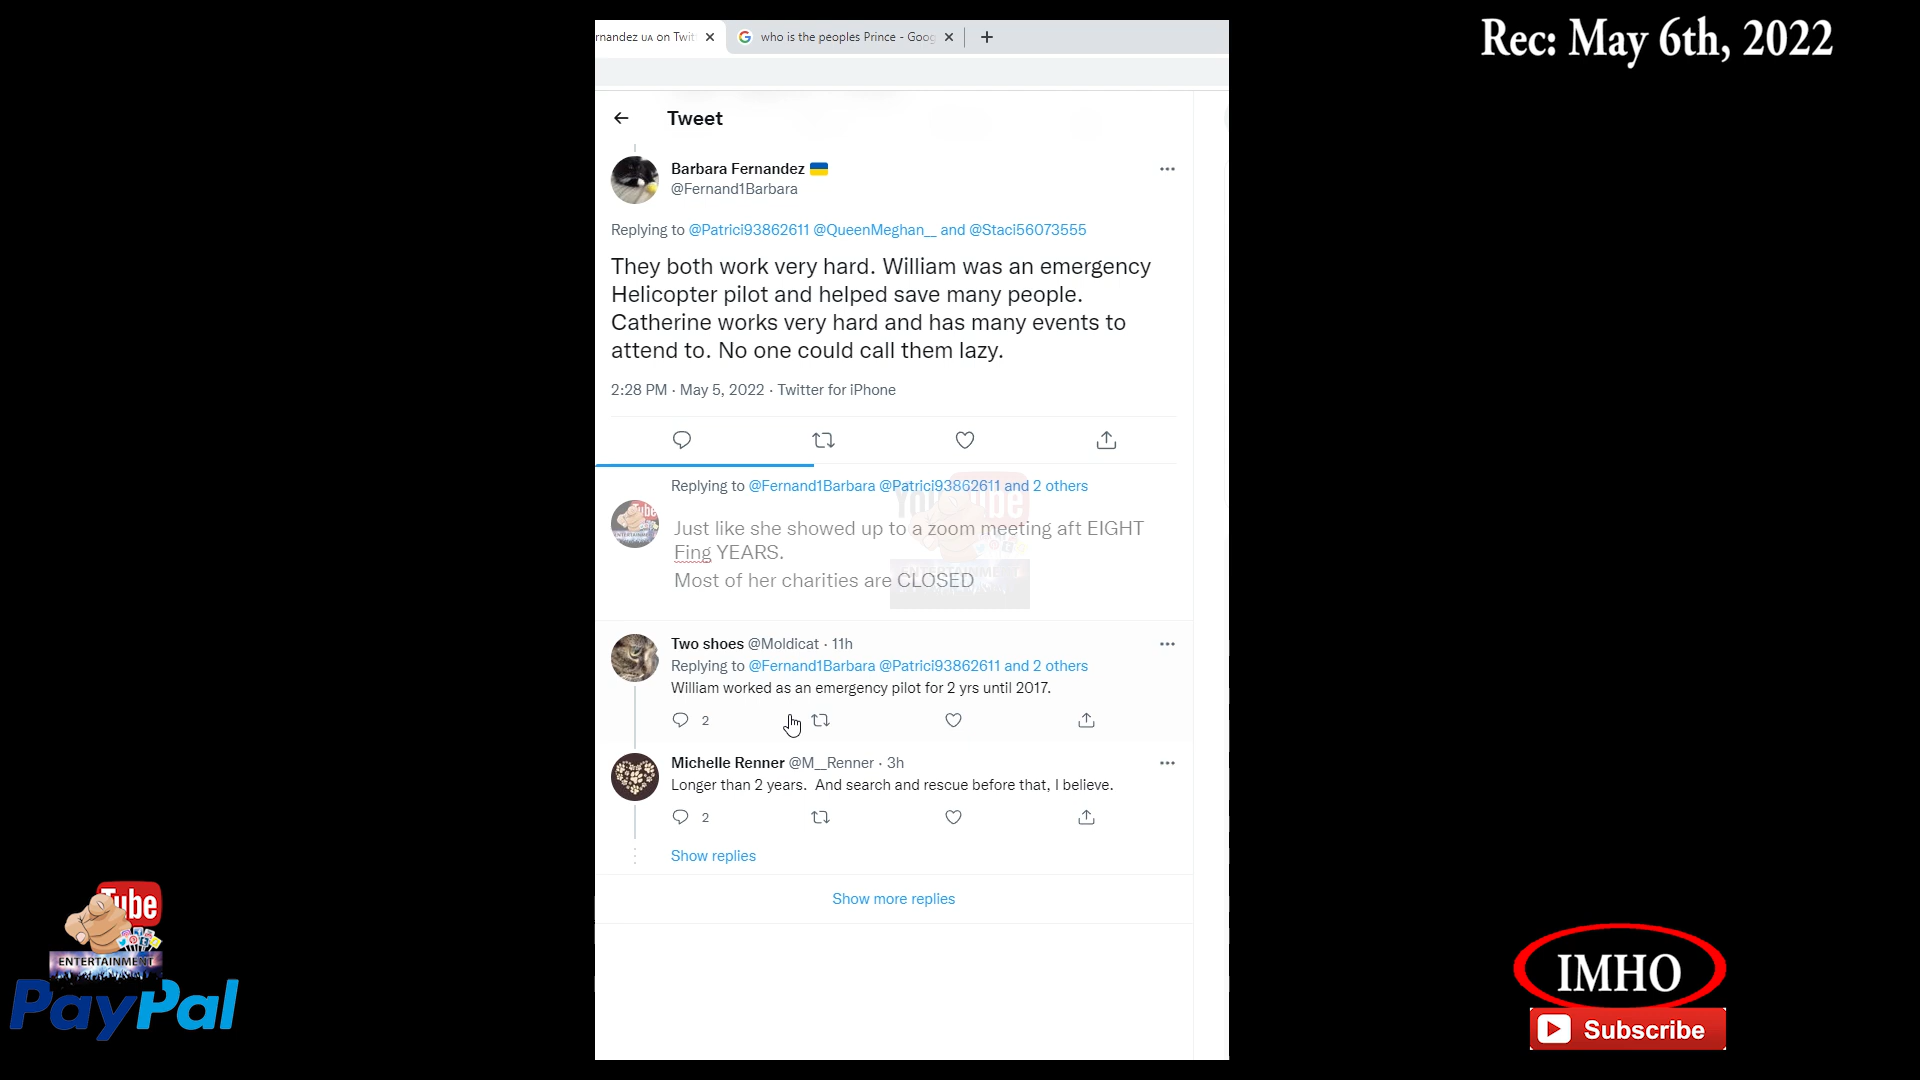 Rec: May 6th, 2022
rnandez UA on Twit
who is the peoples Prince - Goog
Tweet
Barbara Fernandez
@Fernand1Barbara
Replying to @Patrici93862611 @QueenMeghan__ and @Staci56073555
They both work very hard. William was an emergency
Helicopter pilot and helped save many people.
Catherine works very hard and has many events to
attend to. No one could call them lazy.
2:28 PM · May 5, 2022 · Twitter for iPhone
Replying to @Fernand1Barbara @Patrici93862611 and 2 others
Just like she showed up to a zoom meeting aft EIGHT
Fing YEARS.
Most of her charities are CLOSED
YouTube
ENTERTAINMENT
Two shoes @Moldicat · 11h
Replying to @Fernand1Barbara @Patrici93862611 and 2 others
William worked as an emergency pilot for 2 yrs until 2017.
2
Michelle Renner @M__Renner · 3h
Longer than 2 years. And search and rescue before that, I believe.
2
Show replies
Show more replies
Tube
ENTERTAINMENT
PayPal
IMHO
Subscribe